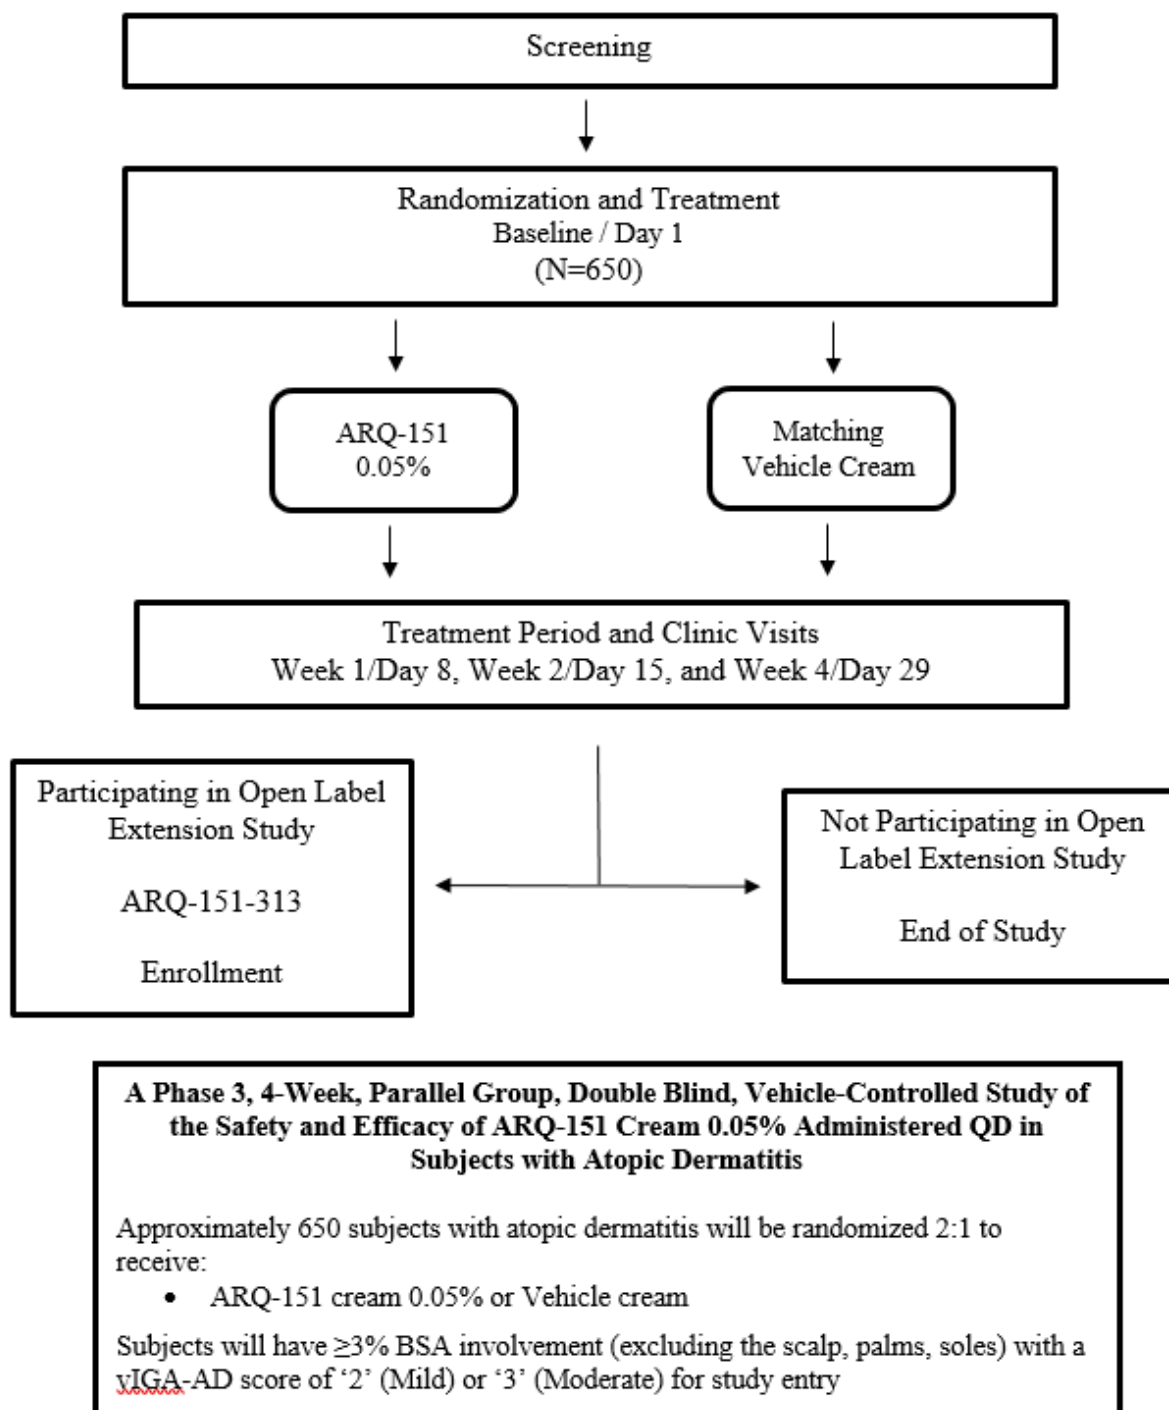 Screening
Randomization and Treatment
Baseline / Day 1
(N=650)
ARQ-151
0.05%
Matching
Vehicle Cream
Treatment Period and Clinic Visits
Week 1/Day 8, Week 2/Day 15, and Week 4/Day 29
Participating in Open Label
Extension Study
ARQ-151-313
Enrollment
Not Participating in Open
Label Extension Study
End of Study
A Phase 3, 4-Week, Parallel Group, Double Blind, Vehicle-Controlled Study of
the Safety and Efficacy of ARQ-151 Cream 0.05% Administered QD in
Subjects with Atopic Dermatitis
Approximately 650 subjects with atopic dermatitis will be randomized 2:1 to
receive:
• ARQ-151 cream 0.05% or Vehicle cream
Subjects will have ≥3% BSA involvement (excluding the scalp, palms, soles) with a
vIGA-AD score of ‘2’ (Mild) or ‘3’ (Moderate) for study entry